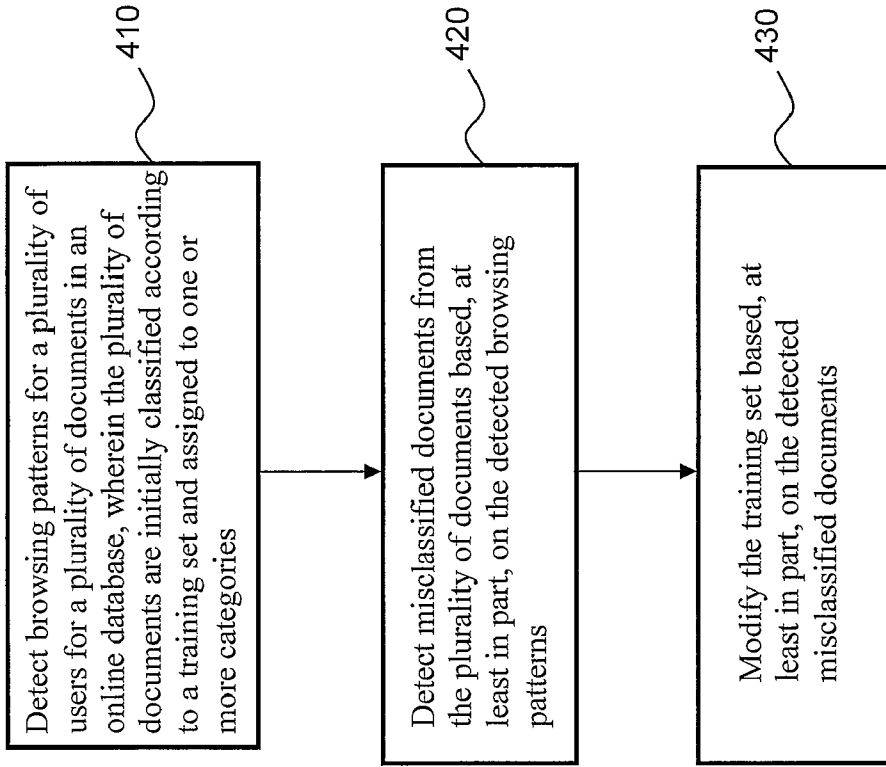 Detect browsing patterns for a plurality of
users for a plurality of documents in an
online database, wherein the plurality of
documents are initially classified according
to a training set and assigned to one or
more categories
410
Detect misclassified documents from
the plurality of documents based, at
least in part, on the detected browsing
patterns
420
Modify the training set based, at
least in part, on the detected
misclassified documents
430